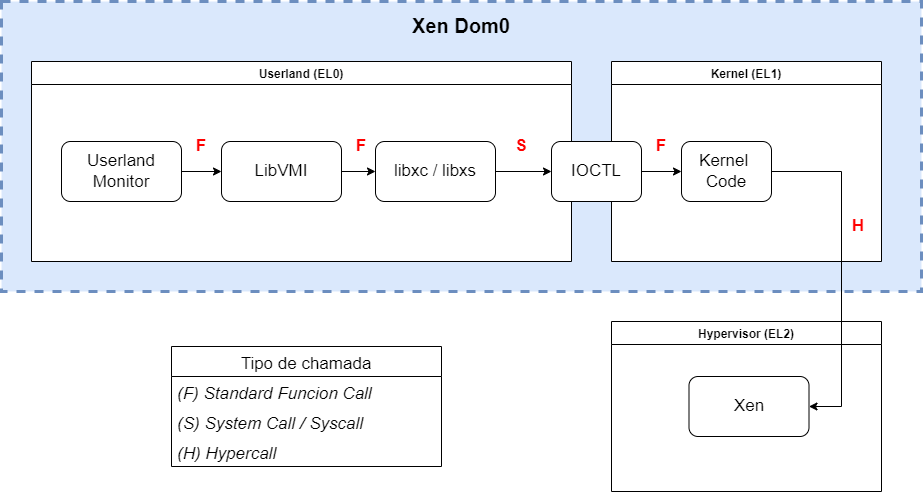 Xen Dom0
Userland (EL0)
Kernel (EL1)
Userland
Monitor
F
LibVMI
F
libxc / libxs
S
IOCTL
F
Kernel
Code
H
Hypervisor (EL2)
Xen
Tipo de chamada
(F) Standard Funcion Call
(S) System Call / Syscall
(H) Hypercall